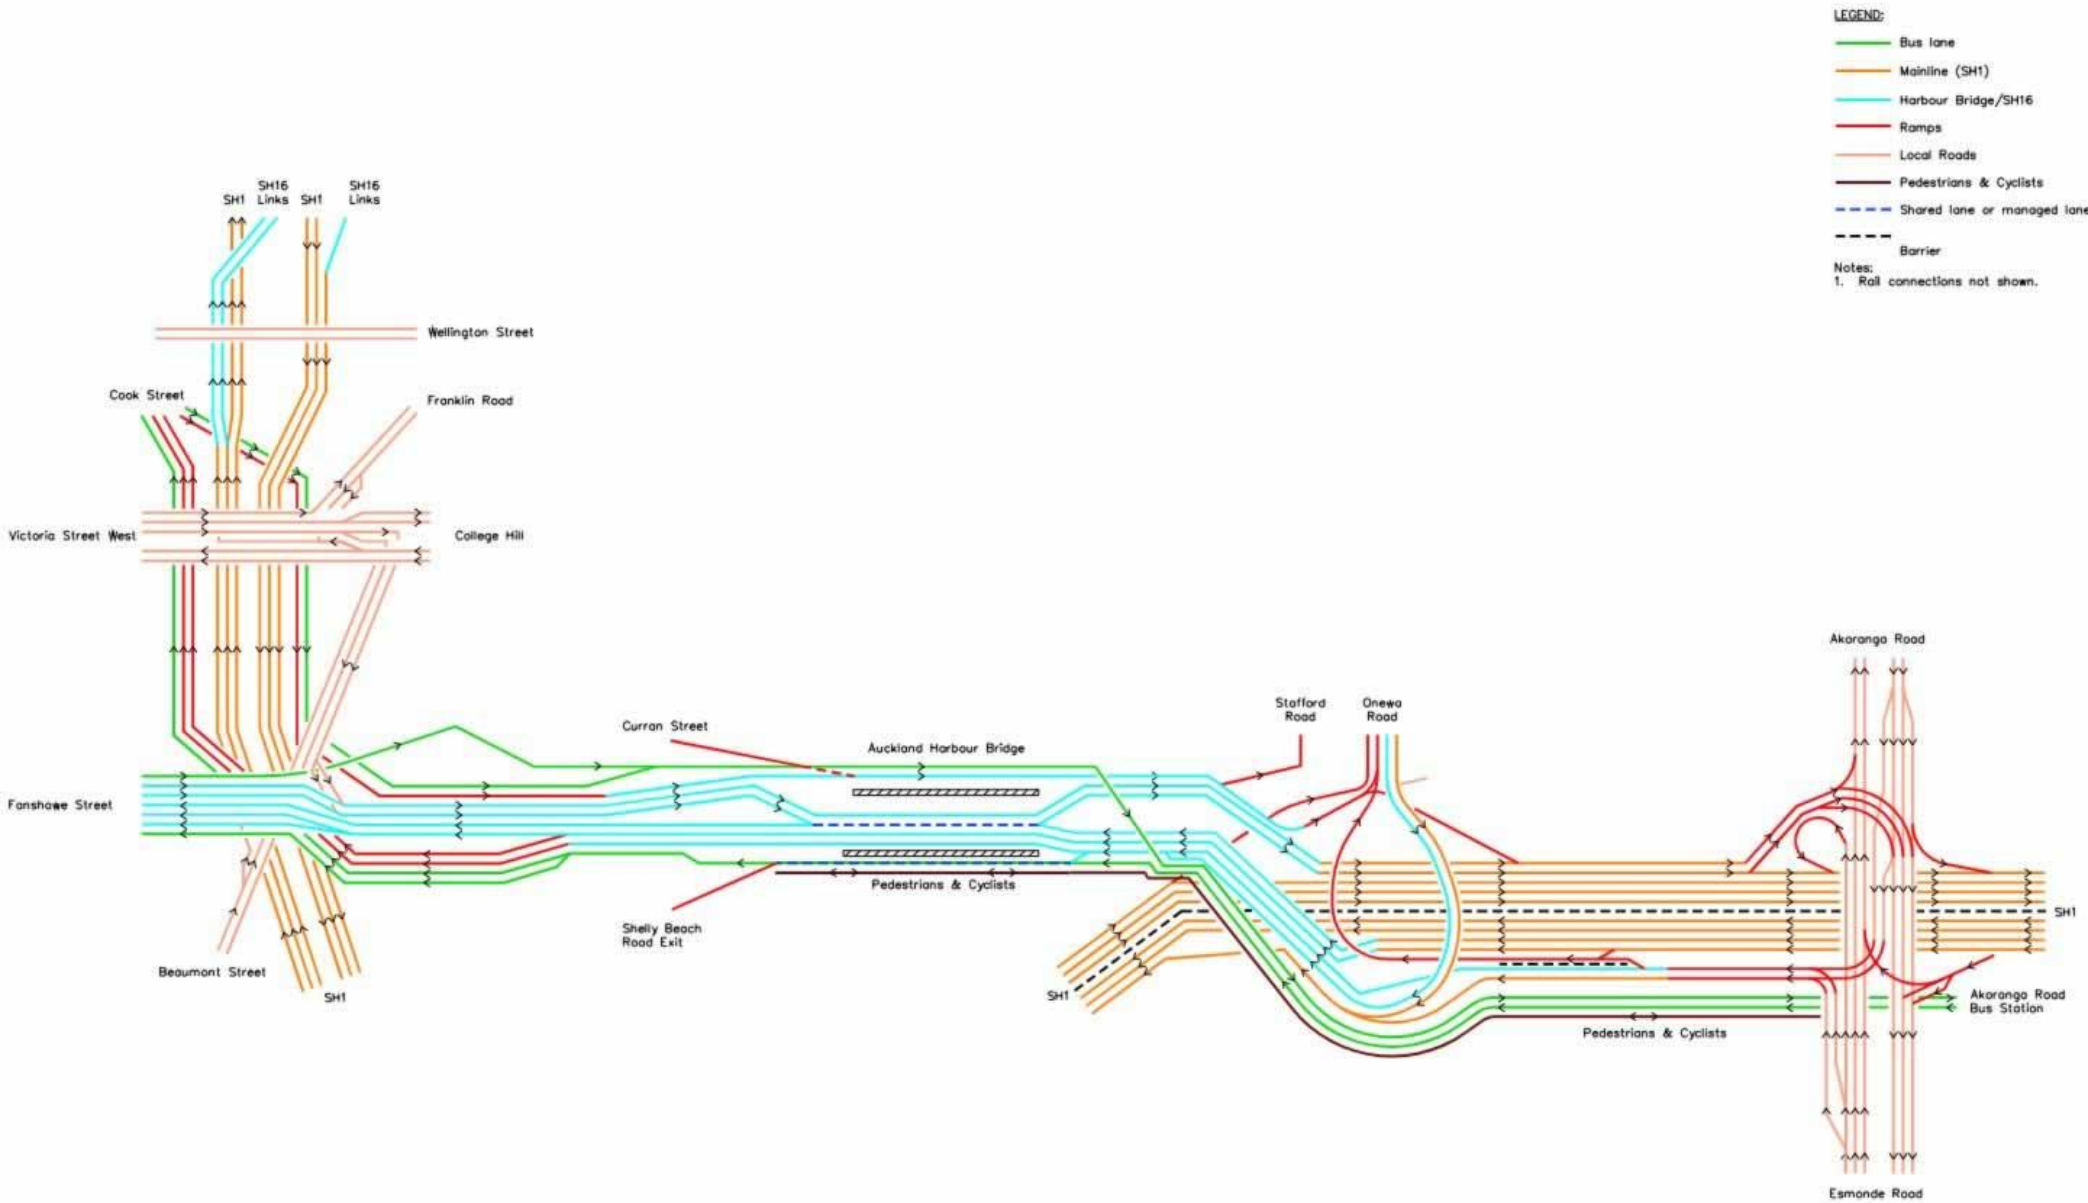 LEGEND:
Bus lane
Mainline (SH1)
Harbour Bridge/SH16
Ramps
Local Roads
Pedestrians & Cyclists
Shared lane or managed lane
Barrier
Notes:
1. Rail connections not shown.
SH1
SH16
Links
SH1
SH16
Links
Wellington Street
Cook Street
Franklin Road
Victoria Street West
College Hill
Akoranga Road
Stafford
Road
Onewa
Road
Curran Street
Auckland Harbour Bridge
Fanshawe Street
Pedestrians & Cyclists
SH1
Shelly Beach
Road Exit
Beaumont Street
SH1
SH1
Akoranga Road
Bus Station
Pedestrians & Cyclists
Esmonde Road